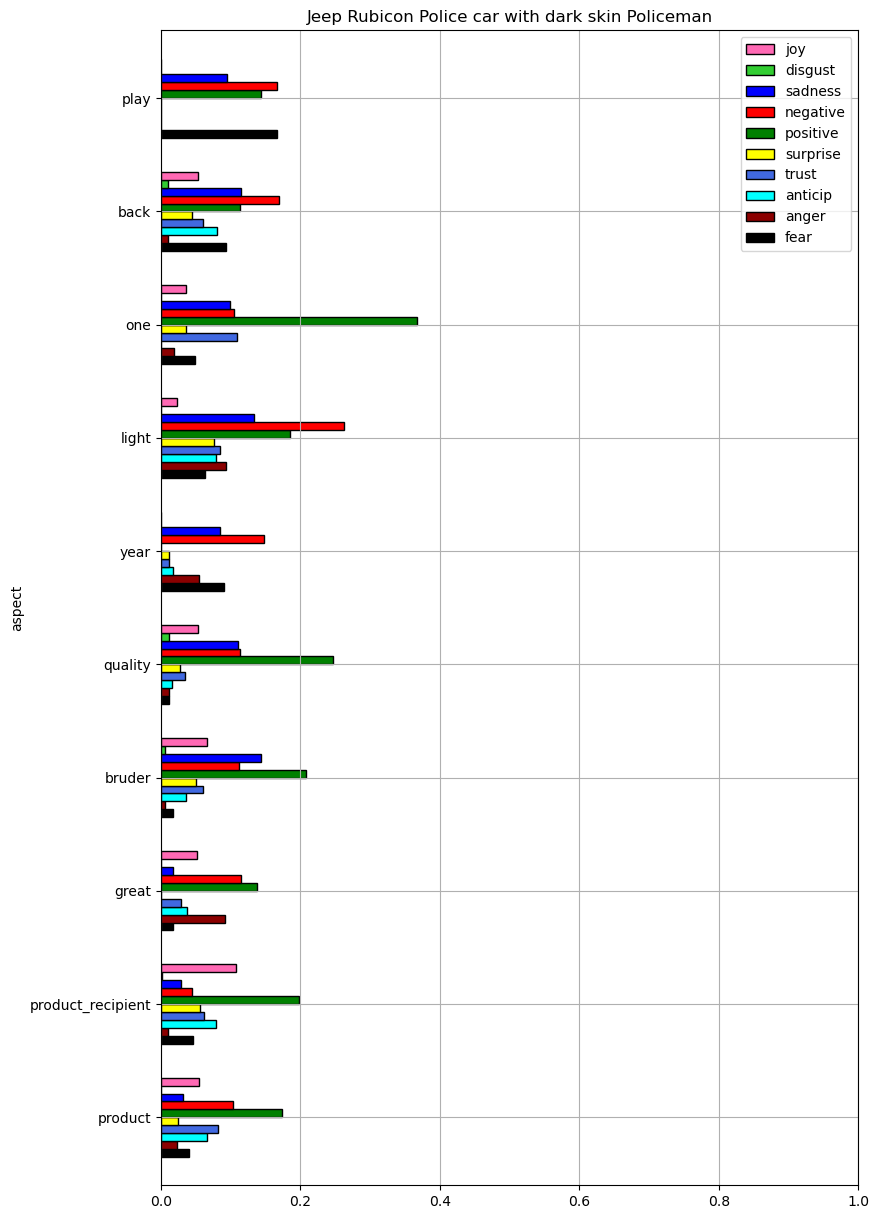 Jeep Rubicon Police car with dark skin Policeman
joy
disgust
sadness
negative
positive
surprise
trust
anticip
anger
fear
play
back
one
light
year
quality
bruder
great
product_recipient
product
aspect
0.0 0.2 0.4 0.6 0.8 1.0